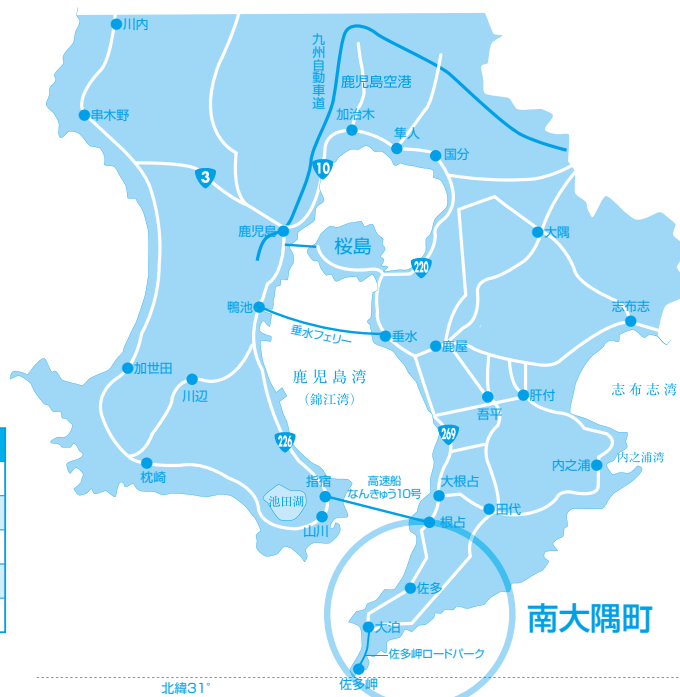 川内
九州自動車道
鹿児島空港
串木野
加治木
隼人
国分
3
10
鹿児島
桜島
大隅
220
鴨池
垂水フェリー
垂水
志布志
鹿屋
加世田
川辺
鹿児島湾
（錦江湾）
志布志湾
吾平
肝付
226
269
枕崎
内之浦
内之浦湾
指宿
高速船
なんきゅう10号
大根占
池田湖
山川
根占
田代
佐多
南大隅町
大泊
佐多岬ロードパーク
佐多岬
北緯31°